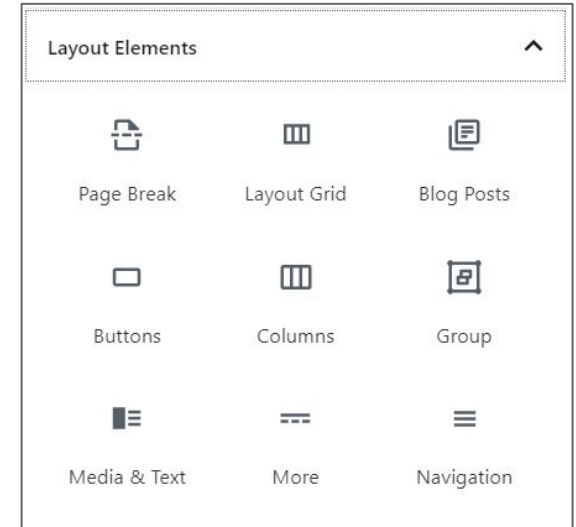 Layout Elements
Page Break Layout Grid Blog Posts
Buttons Columns Group
Media & Text More Navigation